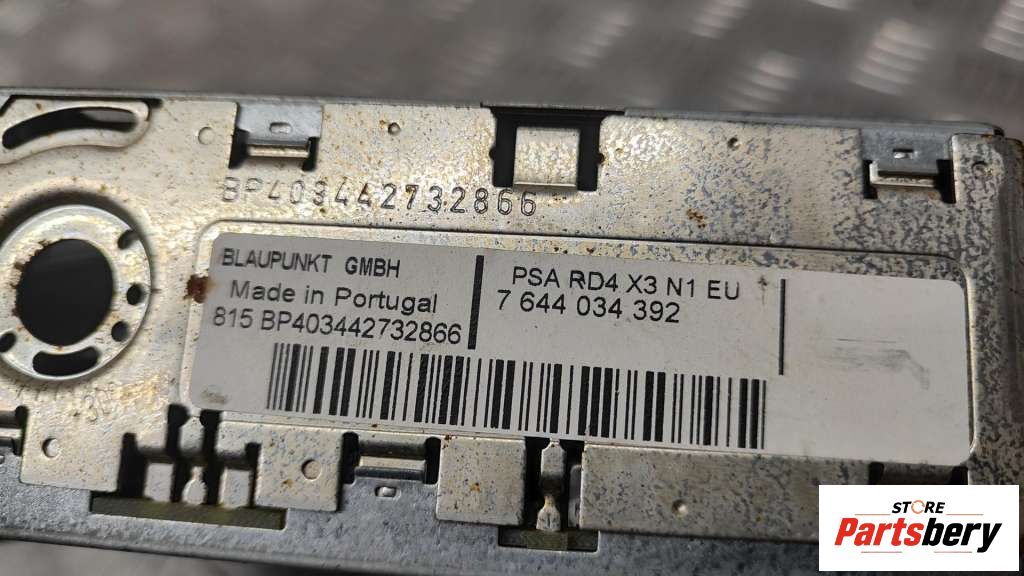 BP403442732866
BLAUPUNKT GMBH
Made in Portugal
815 BP403442732866
PSA RD4 X3 N1 EU
7 644 034 392
STORE
Partsbery